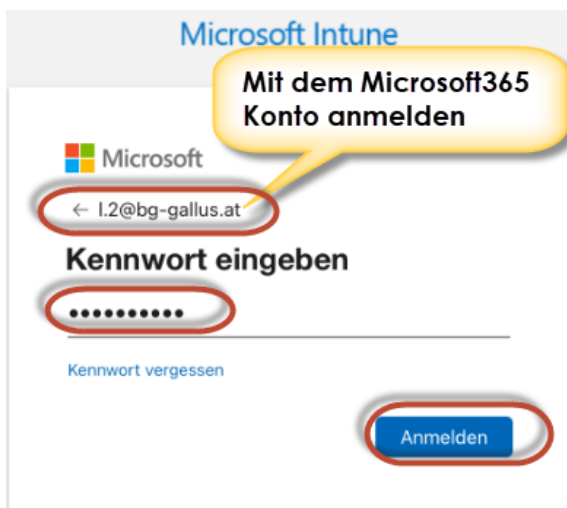 Microsoft Intune
Mit dem Microsoft365
Konto anmelden
Microsoft
← l.2@bg-gallus.at
Kennwort eingeben
••••••••••
Kennwort vergessen
Anmelden